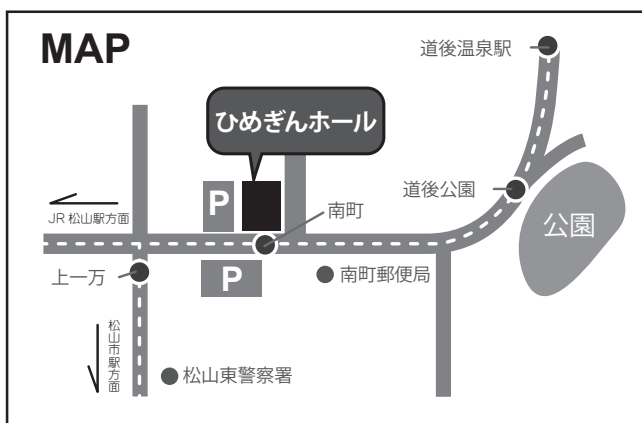 MAP
道後温泉駅
ひめぎんホール
道後公園
P
南町
JR 松山駅方面
公園
上一万
P
南町郵便局
松山市駅方面
松山東警察署